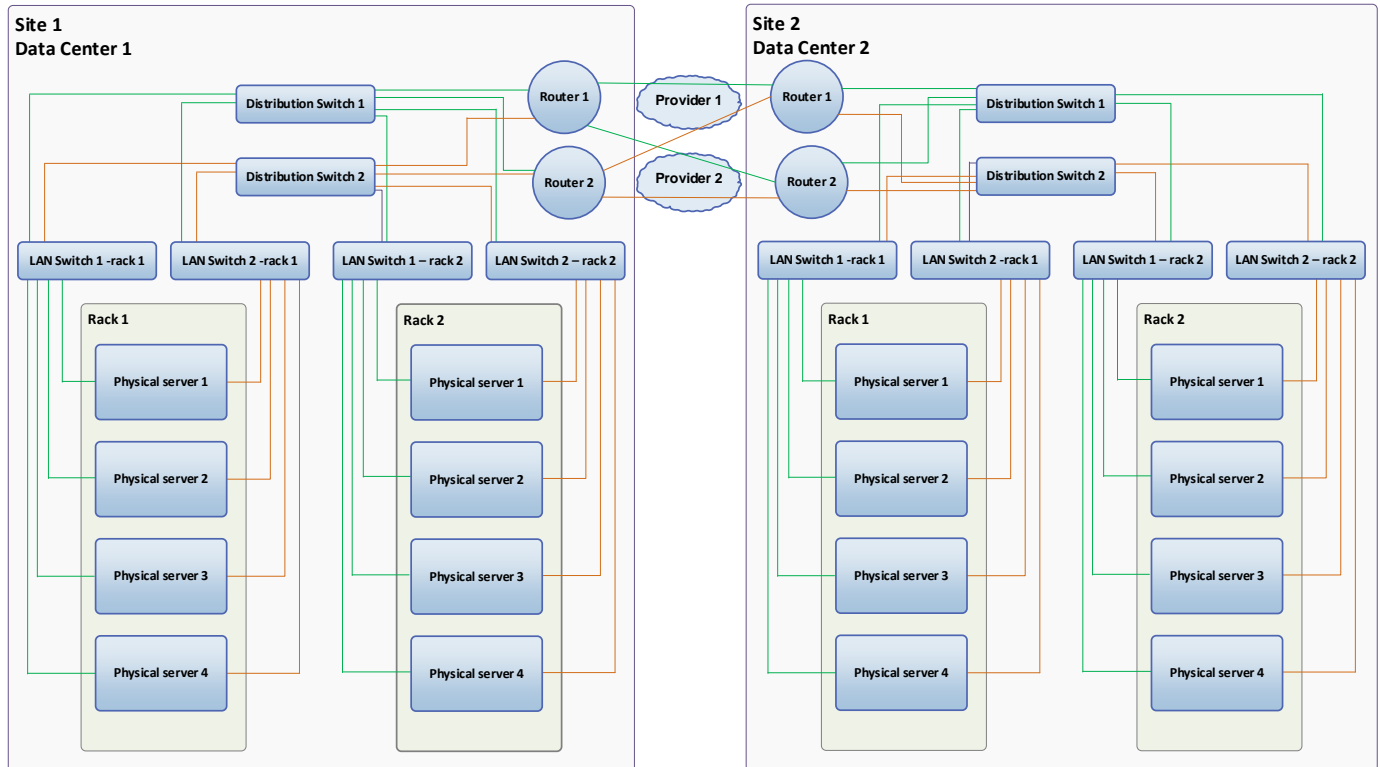 Site 1
Data Center 1
Distribution Switch 1
Distribution Switch 2
Router 1
Router 2
LAN Switch 1 -rack 1
LAN Switch 2 -rack 1
LAN Switch 1 – rack 2
LAN Switch 2 – rack 2
Rack 1
Physical server 1
Physical server 2
Physical server 3
Physical server 4
Rack 2
Physical server 1
Physical server 2
Physical server 3
Physical server 4
Provider 1
Provider 2
Site 2
Data Center 2
Router 1
Router 2
Distribution Switch 1
Distribution Switch 2
LAN Switch 1 -rack 1
LAN Switch 2 -rack 1
LAN Switch 1 – rack 2
LAN Switch 2 – rack 2
Rack 1
Physical server 1
Physical server 2
Physical server 3
Physical server 4
Rack 2
Physical server 1
Physical server 2
Physical server 3
Physical server 4